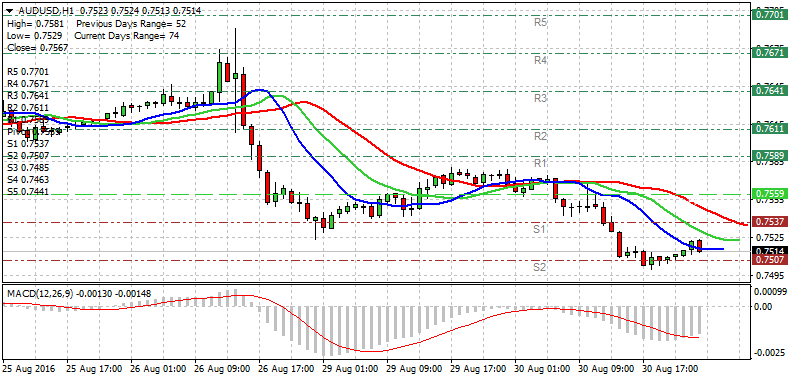 AUDUSD,H1 0.7523 0.7524 0.7513 0.7514
High= 0.7581 Previous Days Range= 52
Low= 0.7529 Current Days Range= 74
Close= 0.7567
R5 0.7701
R4 0.7671
R3 0.7641
R2 0.7611
S1 0.7537
S2 0.7507
S3 0.7485
S4 0.7463
S5 0.7441
R5
R4
R3
R2
R1
S1
S2
0.7701
0.7671
0.7641
0.7611
0.7589
0.7559
0.7537
0.7525
0.7514
0.7507
0.7495
MACD(12,26,9) -0.00130 -0.00148
0.00099
0.00
-0.0025
25 Aug 2016
25 Aug 17:00
26 Aug 01:00
26 Aug 09:00
26 Aug 17:00
29 Aug 01:00
29 Aug 09:00
29 Aug 17:00
30 Aug 01:00
30 Aug 09:00
30 Aug 17:00